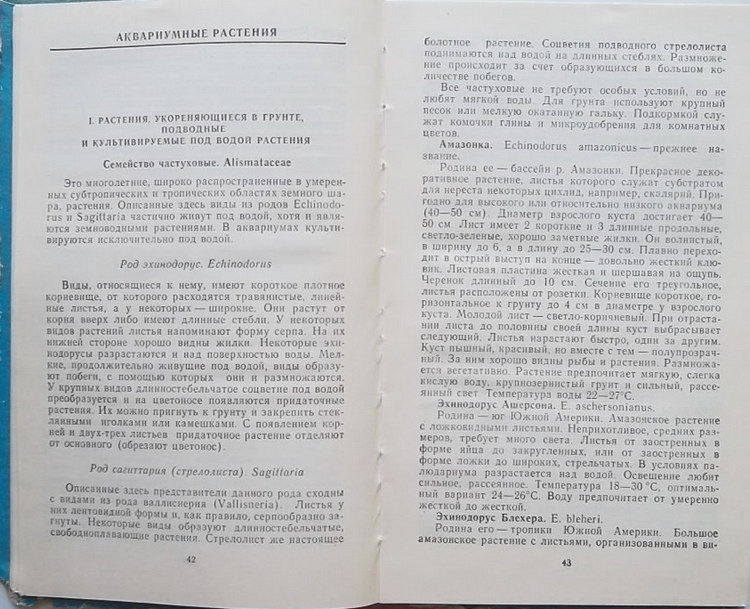 АКВАРИУМНЫЕ РАСТЕНИЯ
I. РАСТЕНИЯ, УКОРЕНЯЮЩИЕСЯ В ГРУНТЕ,
ПОДВОДНЫЕ
И КУЛЬТИВИРУЕМЫЕ ПОД ВОДОЙ РАСТЕНИЯ
Семейство частуховые. Alismataceae
Это многолетние, широко распространенные в умерен-
ных субтропических и тропических областях земного ша-
ра, растения. Описанные здесь виды из родов Echinodo-
rus и Sagittaria частично живут под водой, хотя и явля-
ются земноводными растениями. В аквариумах культи-
вируются исключительно под водой.
Род эхинодорус. Echinodorus
Виды, относящиеся к нему, имеют короткое плотное
корневище, от которого расходятся травянистые, линей-
ные листья, а у некоторых — широкие. Они растут от
корня вверх либо имеют длинные стебли. У некоторых
видов растений листья напоминают форму серпа. На их
нижней стороне хорошо видны жилки. Некоторые эхи-
нодорусы разрастаются и над поверхностью воды. Мел-
кие, продолжительно живущие под водой, виды образу-
ют побеги, с помощью которых они и размножаются.
У крупных видов длинностебельчатое соцветие под водой
преобразуется и на цветоносе появляются придаточные
растения. Их можно пригнуть к грунту и закрепить стек-
лянными иголками или камешками. С появлением кор-
ней и двух-трех листьев придаточное растение отделяют
от основного (обрезают цветонос).
Род сагиттария (стрелолиста). Sagittaria
Описанные здесь представители данного рода сходны
с видами из рода валлиснерия (Vallisneria). Листья у
них лентовидной формы и, как правило, серпообразно за-
гнуты. Некоторые виды образуют длинностебельчатые,
свободноплавающие растения. Стрелолист же настоящее
42
болотное растение. Соцветия подводного стрелолиста
поднимаются над водой на длинных стеблях. Размноже-
ние происходит за счет образующихся в большом ко-
личестве побегов.
Все частуховые не требуют особых условий, но не
любят мягкой воды. Для грунта используют крупный
песок или мелкую окатанную гальку. Подкормкой слу-
жат комочки глины и микроудобрения для комнатных
цветов.
Амазонка. Echinodorus amazonicus — прежнее на-
звание.
Родина ее — бассейн р. Амазонки. Прекрасное деко-
ративное растение, листья которого служат субстратом
для нереста некоторых цихлид, например, скалярий. При-
годно для высокого или относительно низкого аквариума
(40—50 см). Диаметр взрослого куста достигает 40—
50 см. Лист имеет 2 короткие и 3 длинные продольные,
светло-зеленые, хорошо заметные жилки. Он волнистый,
в ширину до 6, а в длину до 25—30 см. Плавно перехо-
дит в острый выступ на конце — довольно жесткий клю-
вик. Листовая пластина жесткая и шершавая на ощупь.
Черенок длинный до 10 см. Сечение его треугольное,
листья расположены от розетки. Корневище короткое, го-
ризонтальное к грунту до 4 см в диаметре у взрослого
куста. Молодой лист — светло-коричневый. При отраста-
нии листа до половины своей длины куст выбрасывает
следующий. Листья нарастают быстро, один за другим.
Куст пышный, красивый, но вместе с тем — полупрозрач-
ный. За ним хорошо видны рыбы и растения. Размножа-
ется вегетативно. Растение предпочитает мягкую, слегка
кислую воду, крупнозернистый грунт и сильный, рассе-
янный свет. Температура воды 22—27°С.
Эхинодорус Ашерсона. E. aschersonianus.
Родина — юг Южной Америки. Амазонское растение
с ложковидными листьями. Неприхотливое, средних раз-
меров, требует много света. Листья от заостренных в
форме яйца до закругленных, или от заостренных в
форме ложки до широких, стрельчатых. В условиях па-
людариума разрастается над водой. Освещение любит
сильное, рассеянное. Температура 18—30°С, оптималь-
ный вариант 24—26°С. Воду предпочитает от умеренно
жесткой до жесткой.
Эхинодорус Блехера. E. bleheri.
Родина его — тропики Южной Америки. Большое
амазонское растение с листьями, организованными в ви-
43